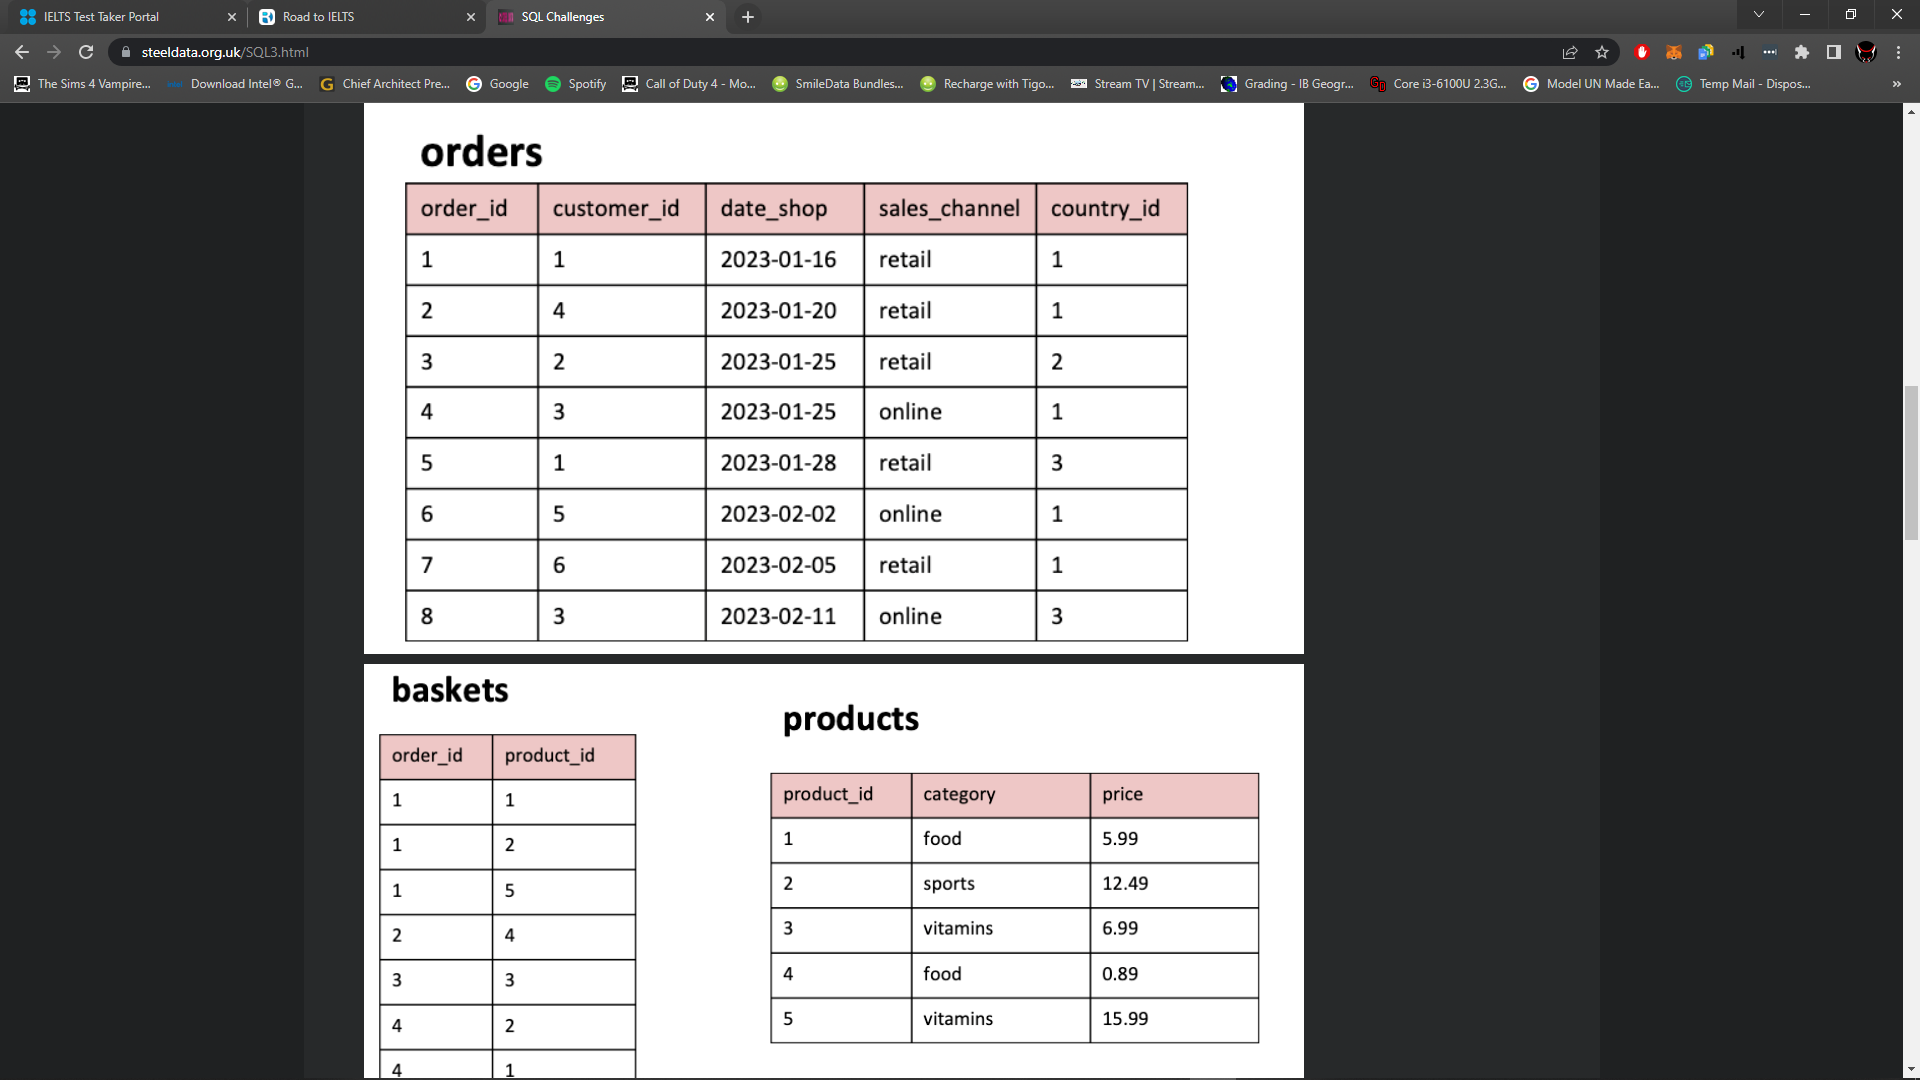 IELTS Test Taker Portal
Road to IELTS
SQL Challenges
steeldata.org.uk/SQL3.html
The Sims 4 Vampire...
Download Intel® G...
Chief Architect Pre...
Google
Spotify
Call of Duty 4 - Mo...
SmileData Bundles...
Recharge with Tigo...
Stream TV | Stream...
Grading - IB Geogr...
Core i3-6100U 2.3G...
Model UN Made Ea...
Temp Mail - Dispos...
orders
order_id customer_id date_shop sales_channel country_id
1 1 2023-01-16 retail 1
2 4 2023-01-20 retail 1
3 2 2023-01-25 retail 2
4 3 2023-01-25 online 1
5 1 2023-01-28 retail 3
6 5 2023-02-02 online 1
7 6 2023-02-05 retail 1
8 3 2023-02-11 online 3
baskets
order_id product_id
1 1
1 2
1 5
2 4
3 3
4 2
4 1
products
product_id category price
1 food 5.99
2 sports 12.49
3 vitamins 6.99
4 food 0.89
5 vitamins 15.99